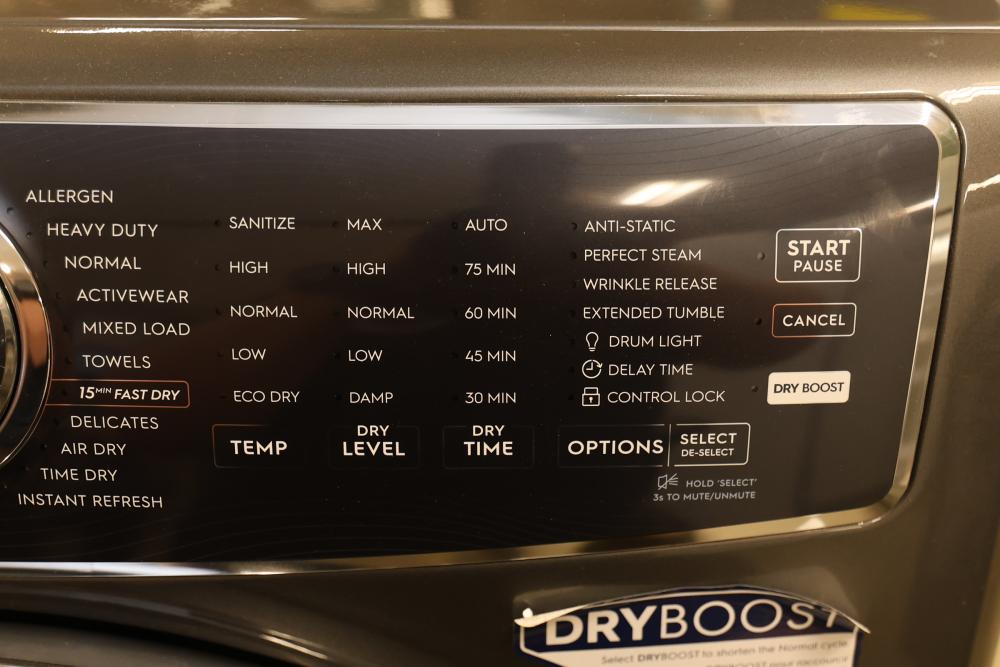 ALLERGEN
HEAVY DUTY
NORMAL
ACTIVEWEAR
MIXED LOAD
TOWELS
15MIN FAST DRY
DELICATES
AIR DRY
TIME DRY
INSTANT REFRESH
SANITIZE
HIGH
NORMAL
LOW
ECO DRY
TEMP
MAX
HIGH
NORMAL
LOW
DAMP
DRY
LEVEL
AUTO
75 MIN
60 MIN
45 MIN
30 MIN
DRY
TIME
ANTI-STATIC
PERFECT STEAM
WRINKLE RELEASE
EXTENDED TUMBLE
DRUM LIGHT
DELAY TIME
CONTROL LOCK
OPTIONS
SELECT
DE-SELECT
HOLD 'SELECT'
3s TO MUTE/UNMUTE
START
PAUSE
CANCEL
DRY BOOST
DRYBOOST
Select DRYBOOST to shorten the Normal cycle